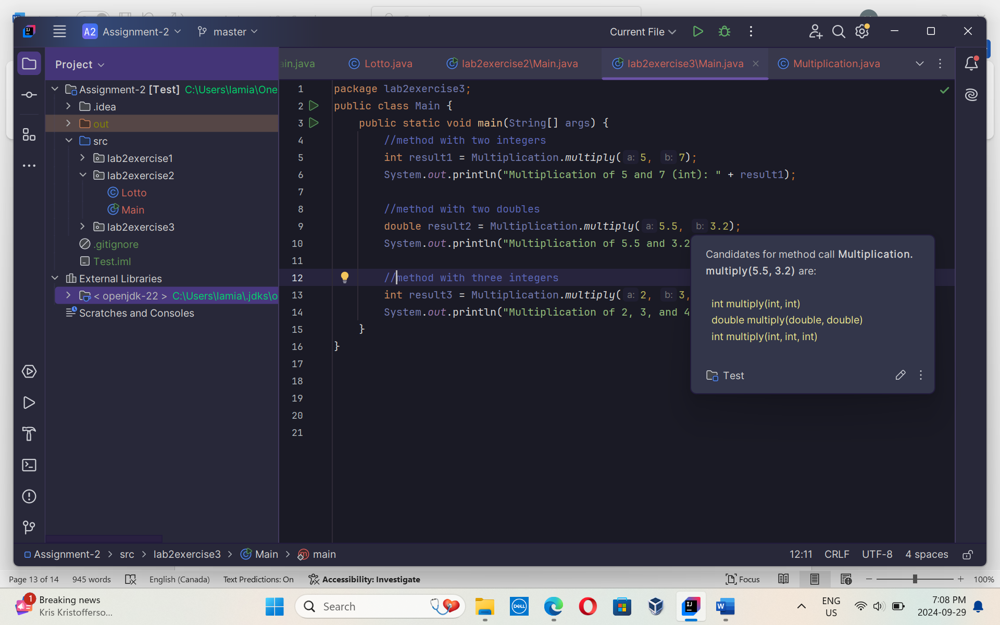 A2 Assignment-2 master Current File
Project
ain.java Lotto.java lab2exercise2\Main.java lab2exercise3\Main.java Multiplication.java
Assignment-2 [Test] C:\Users\lamia\One
.idea
out
src
lab2exercise1
lab2exercise2
Lotto
Main
lab2exercise3
.gitignore
Test.iml
External Libraries
< openjdk-22 > C:\Users\lamia\.jdks\o
Scratches and Consoles
1 package lab2exercise3;
2 public class Main {
3 public static void main(String[] args) {
4 //method with two integers
5 int result1 = Multiplication.multiply( a: 5, b: 7);
6 System.out.println("Multiplication of 5 and 7 (int): " + result1);
7
8 //method with two doubles
9 double result2 = Multiplication.multiply( a: 5.5, b: 3.2);
10 System.out.println("Multiplication of 5.5 and 3.2
11
12 //method with three integers
13 int result3 = Multiplication.multiply( a: 2, b: 3,
14 System.out.println("Multiplication of 2, 3, and 4
15 }
16 }
17
18
19
20
21
Candidates for method call Multiplication.
multiply(5.5, 3.2) are:
int multiply(int, int)
double multiply(double, double)
int multiply(int, int, int)
Test
Assignment-2 > src > lab2exercise3 > Main > main 12:11 CRLF UTF-8 4 spaces
Page 13 of 14 945 words English (Canada) Text Predictions: On Accessibility: Investigate Focus 100%
1 Breaking news
Kris Kristofferso...
Search
DELL
ENG
US
7:08 PM
2024-09-29